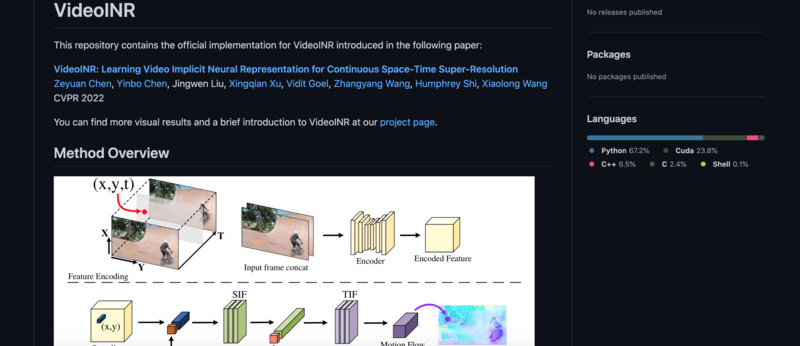 VideoINR
This repository contains the official implementation for VideoINR introduced in the following paper:
VideoINR: Learning Video Implicit Neural Representation for Continuous Space-Time Super-Resolution
Zeyuan Chen, Yinbo Chen, Jingwen Liu, Xingqian Xu, Vidit Goel, Zhangyang Wang, Humphrey Shi, Xiaolong Wang
CVPR 2022
You can find more visual results and a brief introduction to VideoINR at our project page.
Method Overview
(x,y,t)
X
Y
T
Feature Encoding
Input frame concat
Encoder
Encoded Feature
SIF
TIF
(x,y)
Motion Flow
No releases published
Packages
No packages published
Languages
Python 67.2%
Cuda 23.8%
C++ 6.5%
C 2.4%
Shell 0.1%